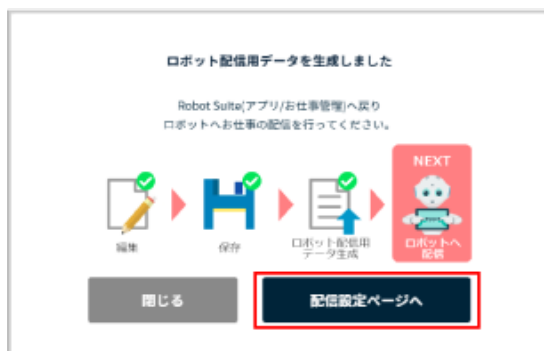 ロボット配信用データを生成しました
Robot Suite(アプリ/お仕事管理)へ戻り
ロボットへお仕事の配信を行ってください。
NEXT
編集
保存
ロボット配信用
データ生成
ロボットへ
配信
閉じる
配信設定ページへ